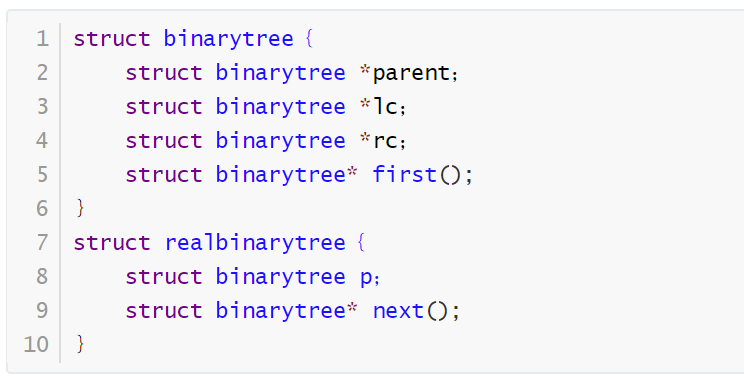 1 struct binarytree {
2 struct binarytree *parent;
3 struct binarytree *lc;
4 struct binarytree *rc;
5 struct binarytree* first();
6 }
7 struct realbinarytree {
8 struct binarytree p;
9 struct binarytree* next();
10 }